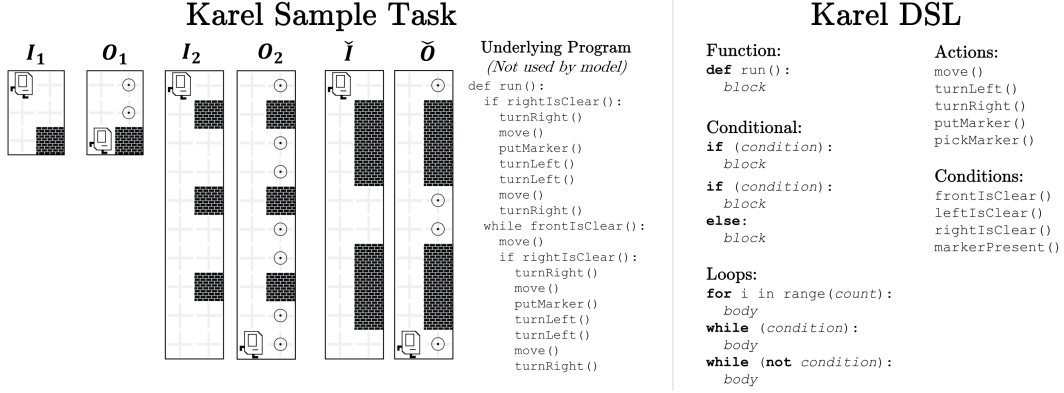 Karel Sample Task
I₁ O₁ I₂ O₂ Ǐ Ǒ
Underlying Program
(Not used by model)
def run():
  if rightIsClear():
    turnRight()
    move()
    putMarker()
    turnLeft()
    turnLeft()
    move()
    turnRight()
  while frontIsClear():
    move()
    if rightIsClear():
      turnRight()
      move()
      putMarker()
      turnLeft()
      turnLeft()
      move()
      turnRight()
Karel DSL
Function:
def run():
  block
Conditional:
if (condition):
  block
if (condition):
  block
else:
  block
Loops:
for i in range(count):
  body
while (condition):
  body
while (not condition):
  body
Actions:
move()
turnLeft()
turnRight()
putMarker()
pickMarker()
Conditions:
frontIsClear()
leftIsClear()
rightIsClear()
markerPresent()